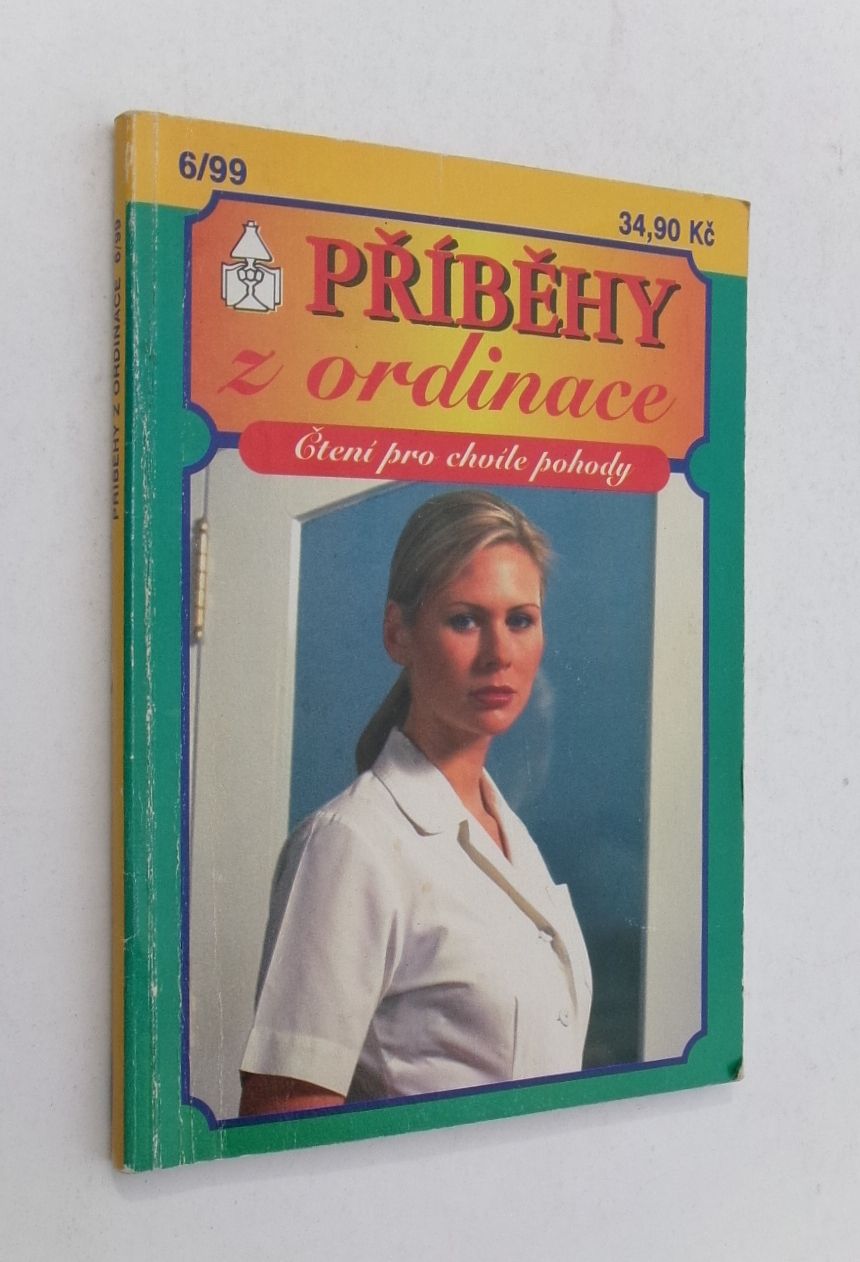 6/99
34,90 Kč
PŘÍBĚHY
z ordinace
Čtení pro chvíle pohody
PŘÍBĚHY Z ORDINACE 6/99